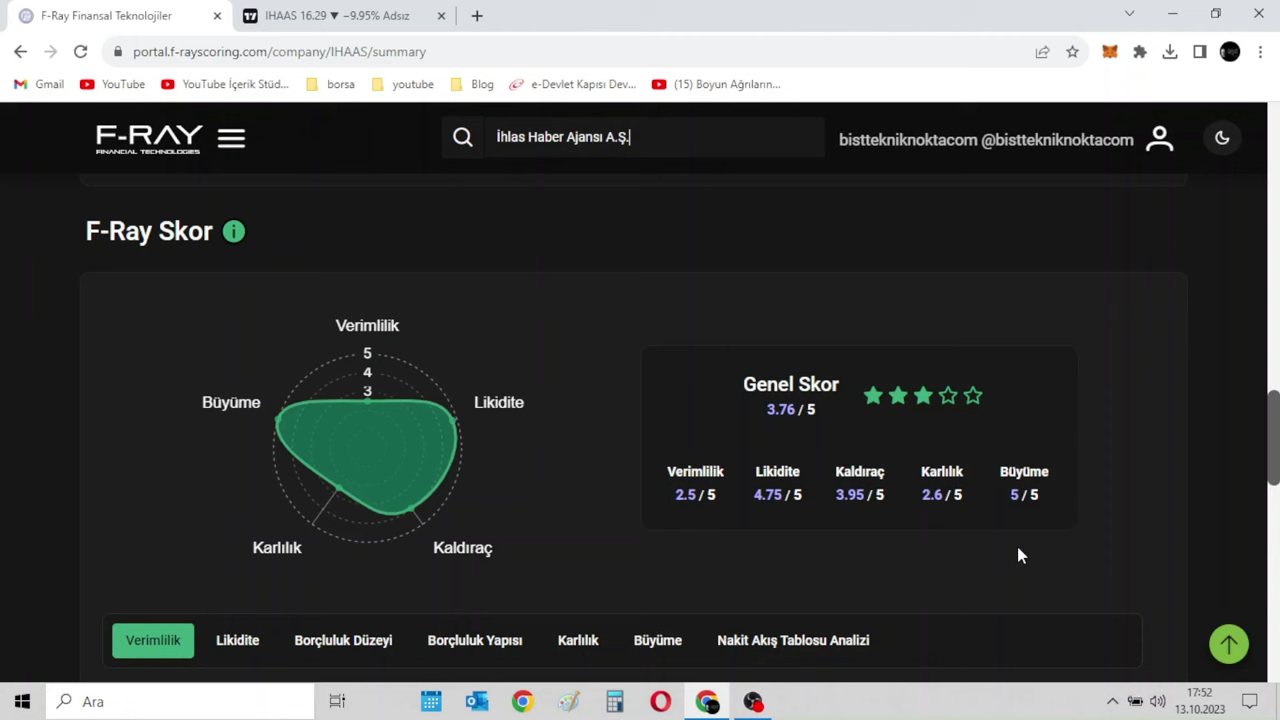 F-Ray Finansal Teknolojiler
IHAAS 16.29 ▼ −9.95% Adsız
portal.f-rayscoring.com/company/IHAAS/summary
Gmail
YouTube
YouTube İçerik Stüd...
borsa
youtube
Blog
e-Devlet Kapısı Dev...
(15) Boyun Ağrıların...
F-RAY
FINANCIAL TECHNOLOGIES
İhlas Haber Ajansı A.Ş.
bisttekniknoktacom @bisttekniknoktacom
F-Ray Skor
Verimlilik
5
4
3
Büyüme
Likidite
Karlılık
Kaldıraç
Genel Skor
3.76 / 5
Verimlilik Likidite Kaldıraç Karlılık Büyüme
2.5 / 5 4.75 / 5 3.95 / 5 2.6 / 5 5 / 5
Verimlilik Likidite Borçluluk Düzeyi Borçluluk Yapısı Karlılık Büyüme Nakit Akış Tablosu Analizi
Ara
17:52
13.10.2023